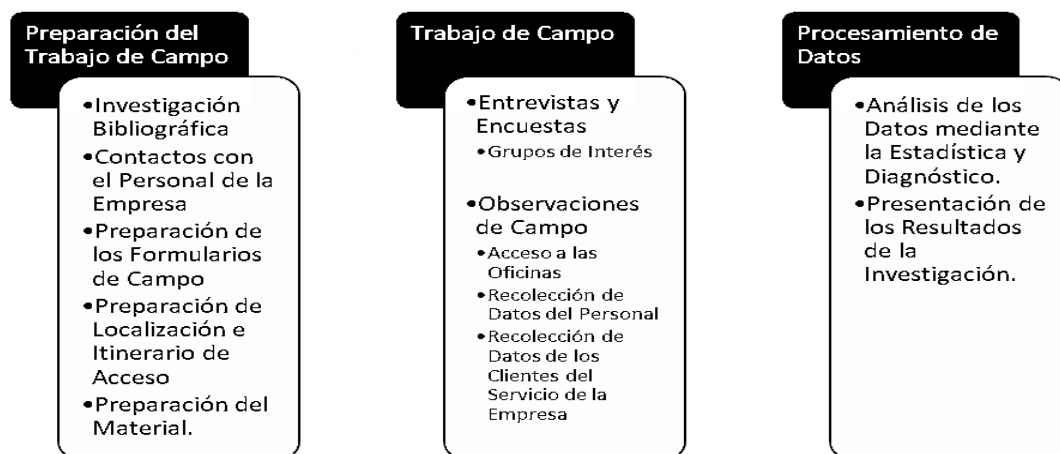 Preparación del
Trabajo de Campo
•Investigación
Bibliográfica
•Contactos con
el Personal de la
Empresa
•Preparación de
los Formularios
de Campo
•Preparación de
Localización e
Itinerario de
Acceso
•Preparación del
Material.
Trabajo de Campo
•Entrevistas y
Encuestas
•Grupos de Interés
•Observaciones
de Campo
•Acceso a las
Oficinas
•Recolección de
Datos del Personal
•Recolección de
Datos de los
Clientes del
Servicio de la
Empresa
Procesamiento de
Datos
•Análisis de los
Datos mediante
la Estadística y
Diagnóstico.
•Presentación de
los Resultados
de la
Investigación.